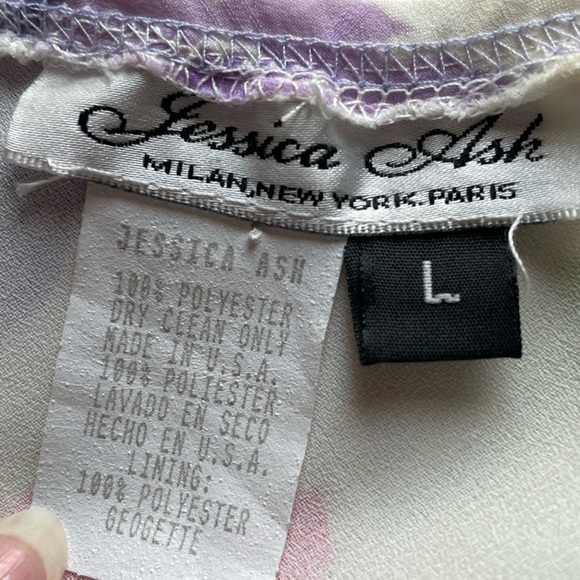 Jessica Ash
MILAN.NEW YORK.PARIS
L
JESSICA ASH
100% POLYESTER
DRY CLEAN ONLY
MADE IN U.S.A.
100% POLIESTER
LAVADO EN SECO
HECHO EN U.S.A.
LINING:
100% POLYESTER
GEOGETTE